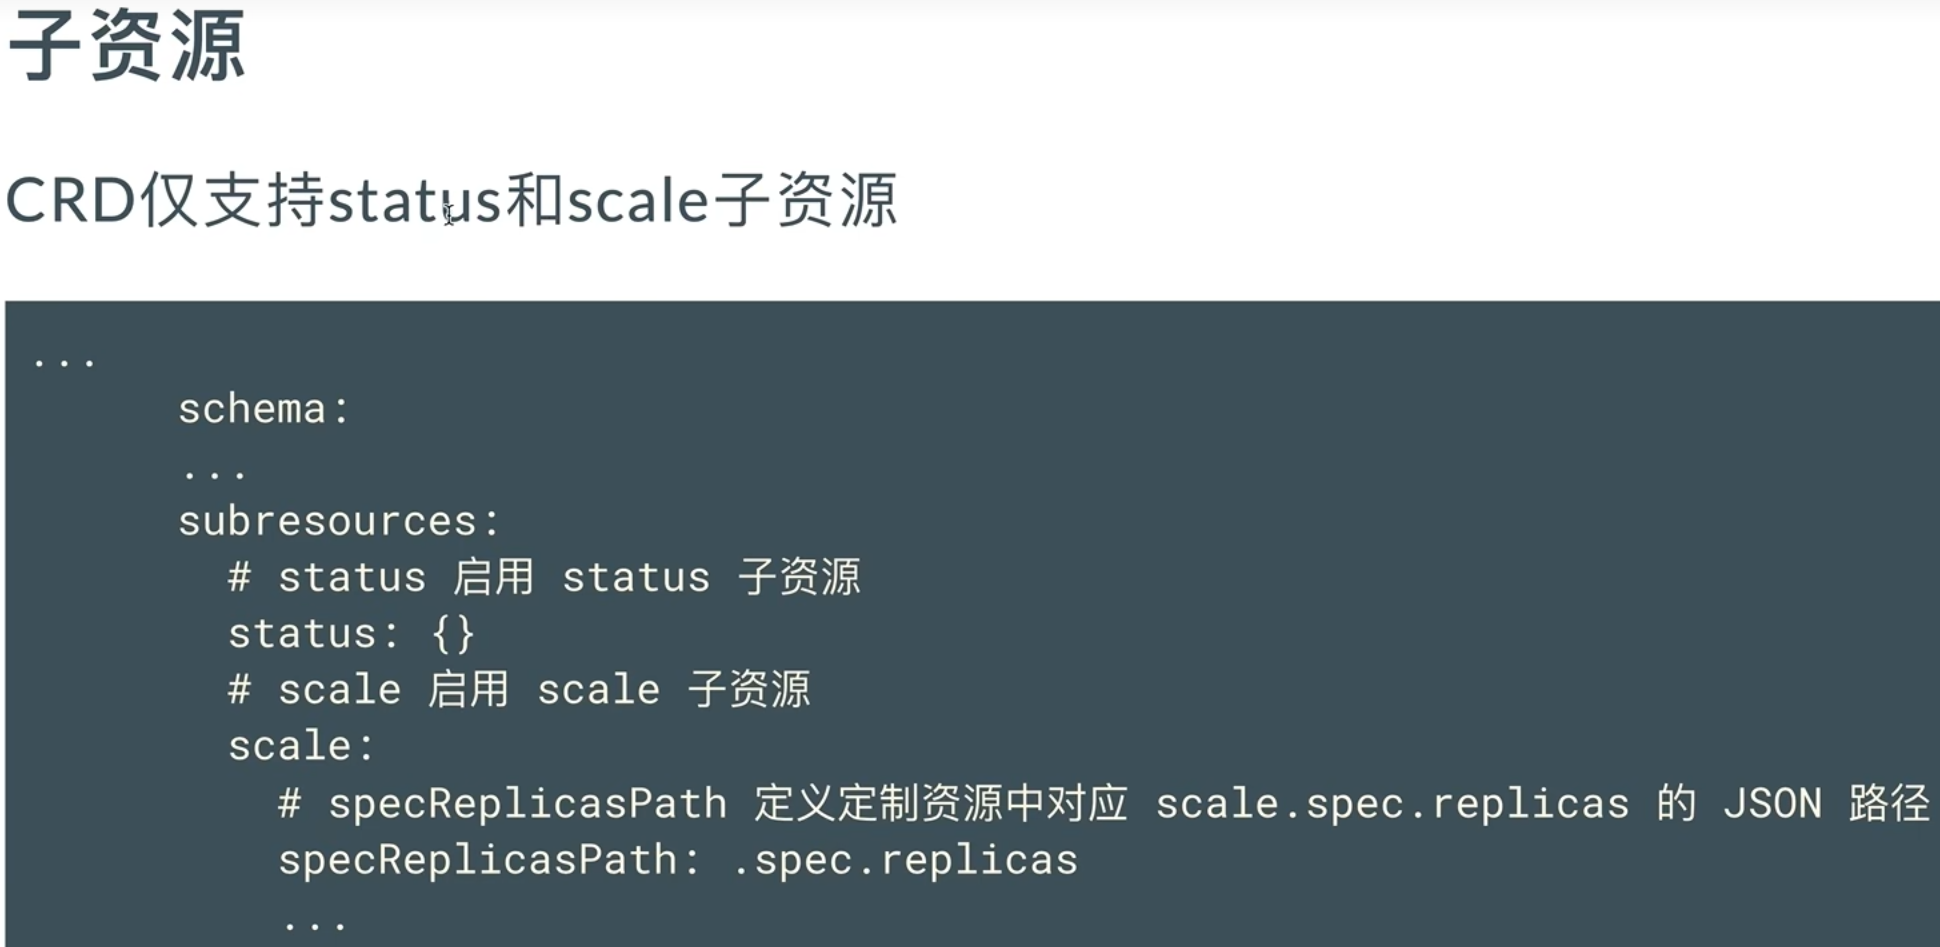 子资源
CRD仅支持status和scale子资源
...
schema:
...
subresources:
# status 启用 status 子资源
status: {}
# scale 启用 scale 子资源
scale:
# specReplicasPath 定义定制资源中对应 scale.spec.replicas 的 JSON 路径
specReplicasPath: .spec.replicas
...